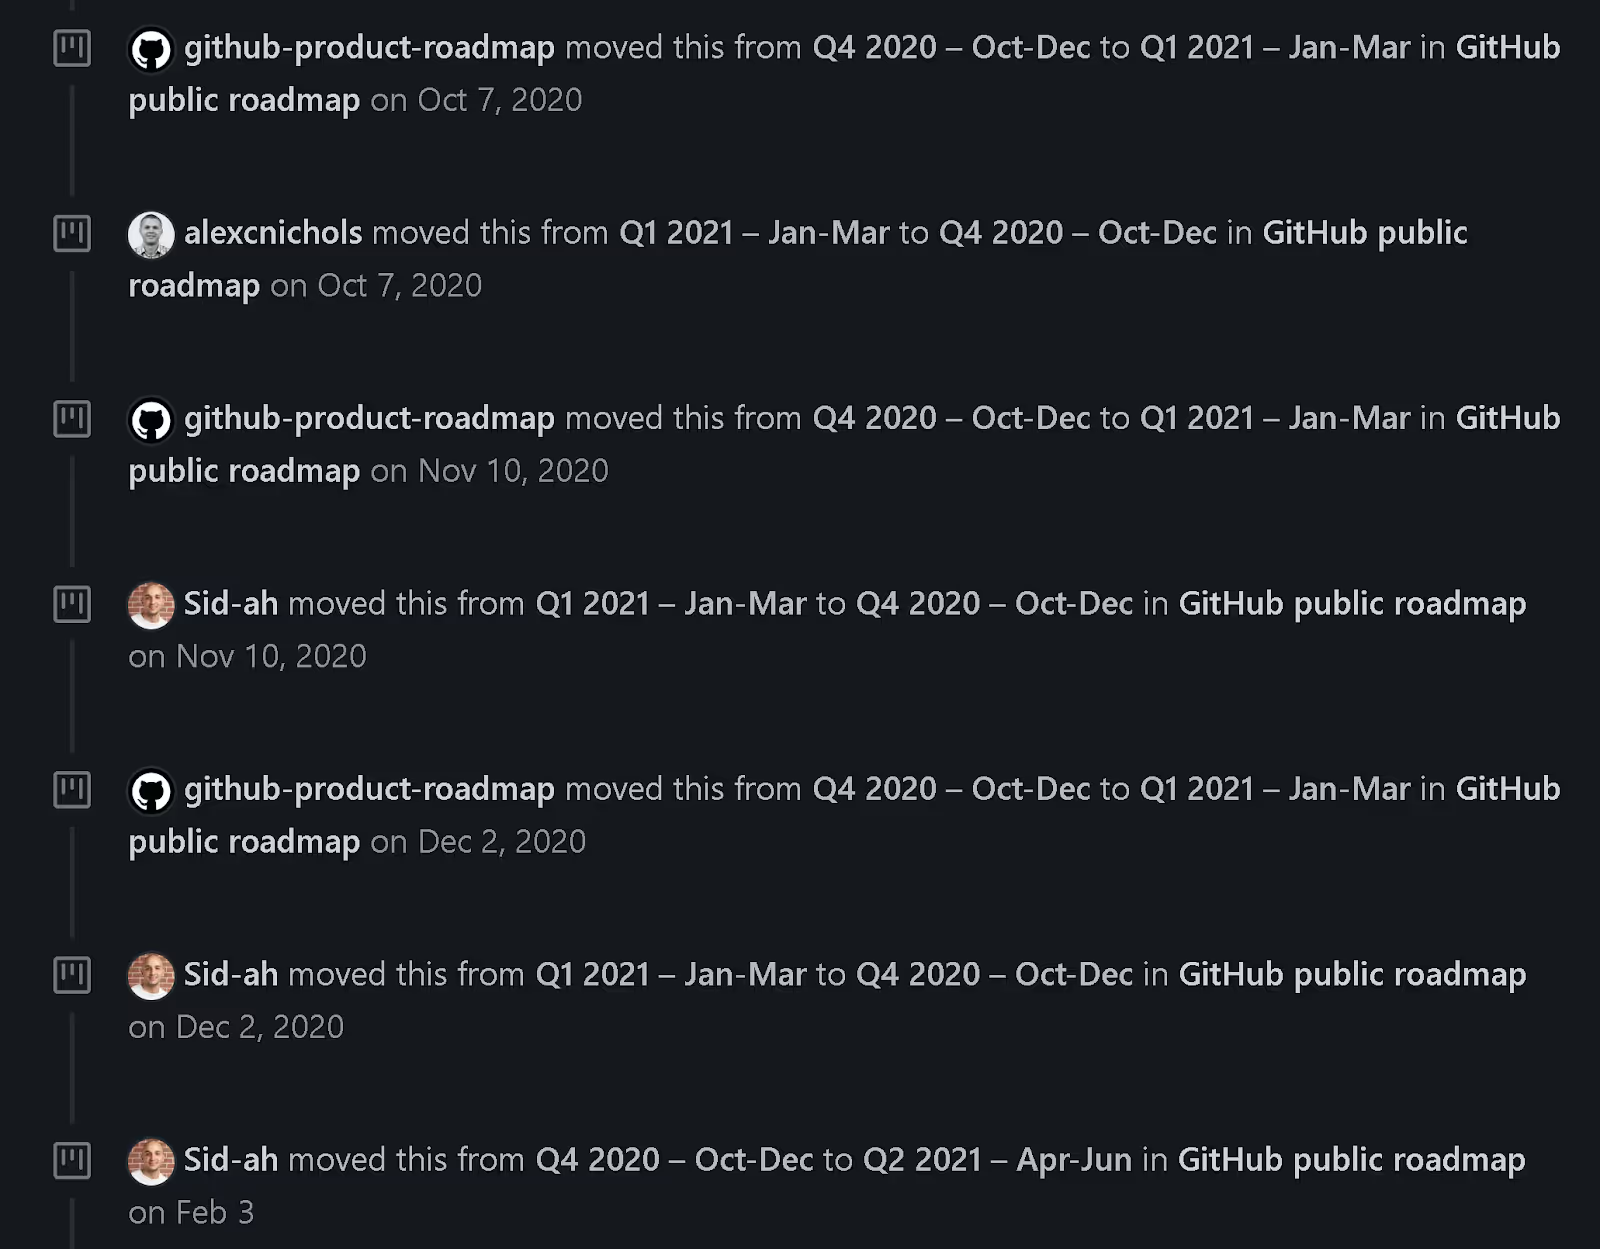 github-product-roadmap moved this from Q4 2020 – Oct-Dec to Q1 2021 – Jan-Mar in GitHub
public roadmap on Oct 7, 2020
alexcnichols moved this from Q1 2021 – Jan-Mar to Q4 2020 – Oct-Dec in GitHub public
roadmap on Oct 7, 2020
github-product-roadmap moved this from Q4 2020 – Oct-Dec to Q1 2021 – Jan-Mar in GitHub
public roadmap on Nov 10, 2020
Sid-ah moved this from Q1 2021 – Jan-Mar to Q4 2020 – Oct-Dec in GitHub public roadmap
on Nov 10, 2020
github-product-roadmap moved this from Q4 2020 – Oct-Dec to Q1 2021 – Jan-Mar in GitHub
public roadmap on Dec 2, 2020
Sid-ah moved this from Q1 2021 – Jan-Mar to Q4 2020 – Oct-Dec in GitHub public roadmap
on Dec 2, 2020
Sid-ah moved this from Q4 2020 – Oct-Dec to Q2 2021 – Apr-Jun in GitHub public roadmap
on Feb 3